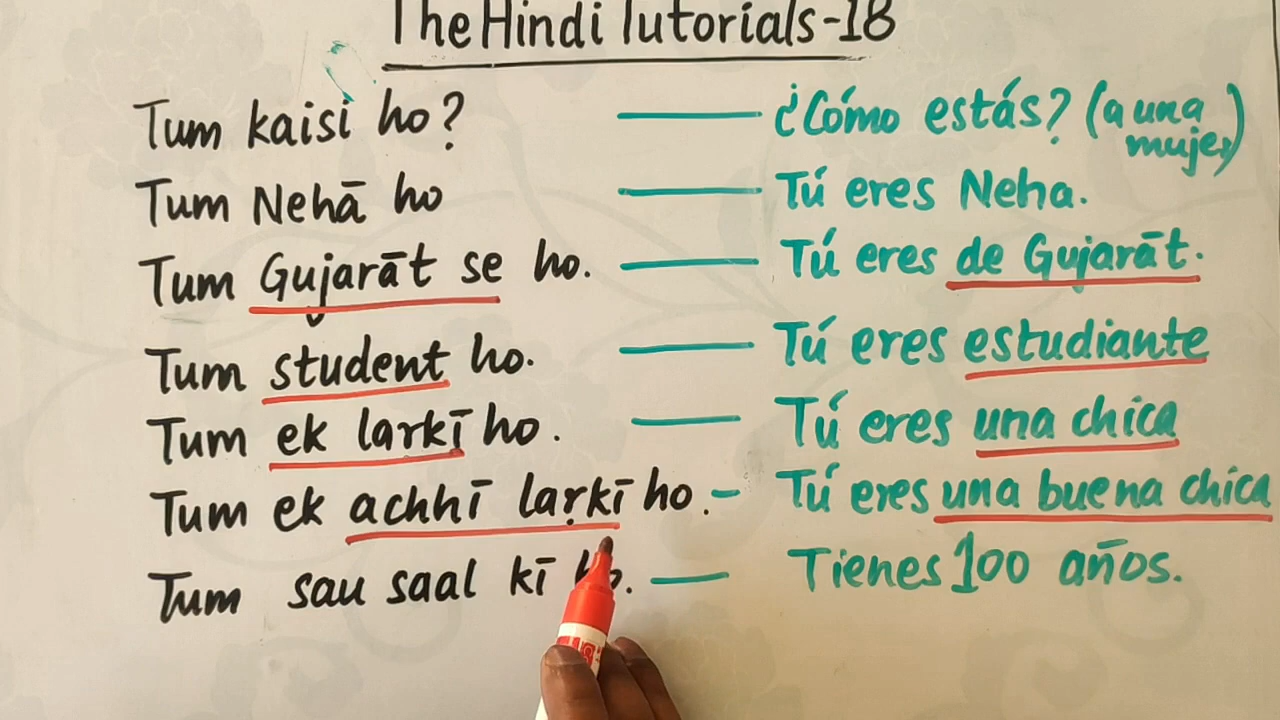 The Hindi Tutorials-18
Tum kaisi ho? — ¿Cómo estás? (a una mujer)
Tum Nehā ho — Tú eres Neha.
Tum Gujarāt se ho. — Tú eres de Gujarāt.
Tum student ho. — Tú eres estudiante
Tum ek larkī ho. — Tú eres una chica
Tum ek achhī laṛkī ho. — Tú eres una buena chica
Tum sau saal kī ho. — Tienes 100 años.